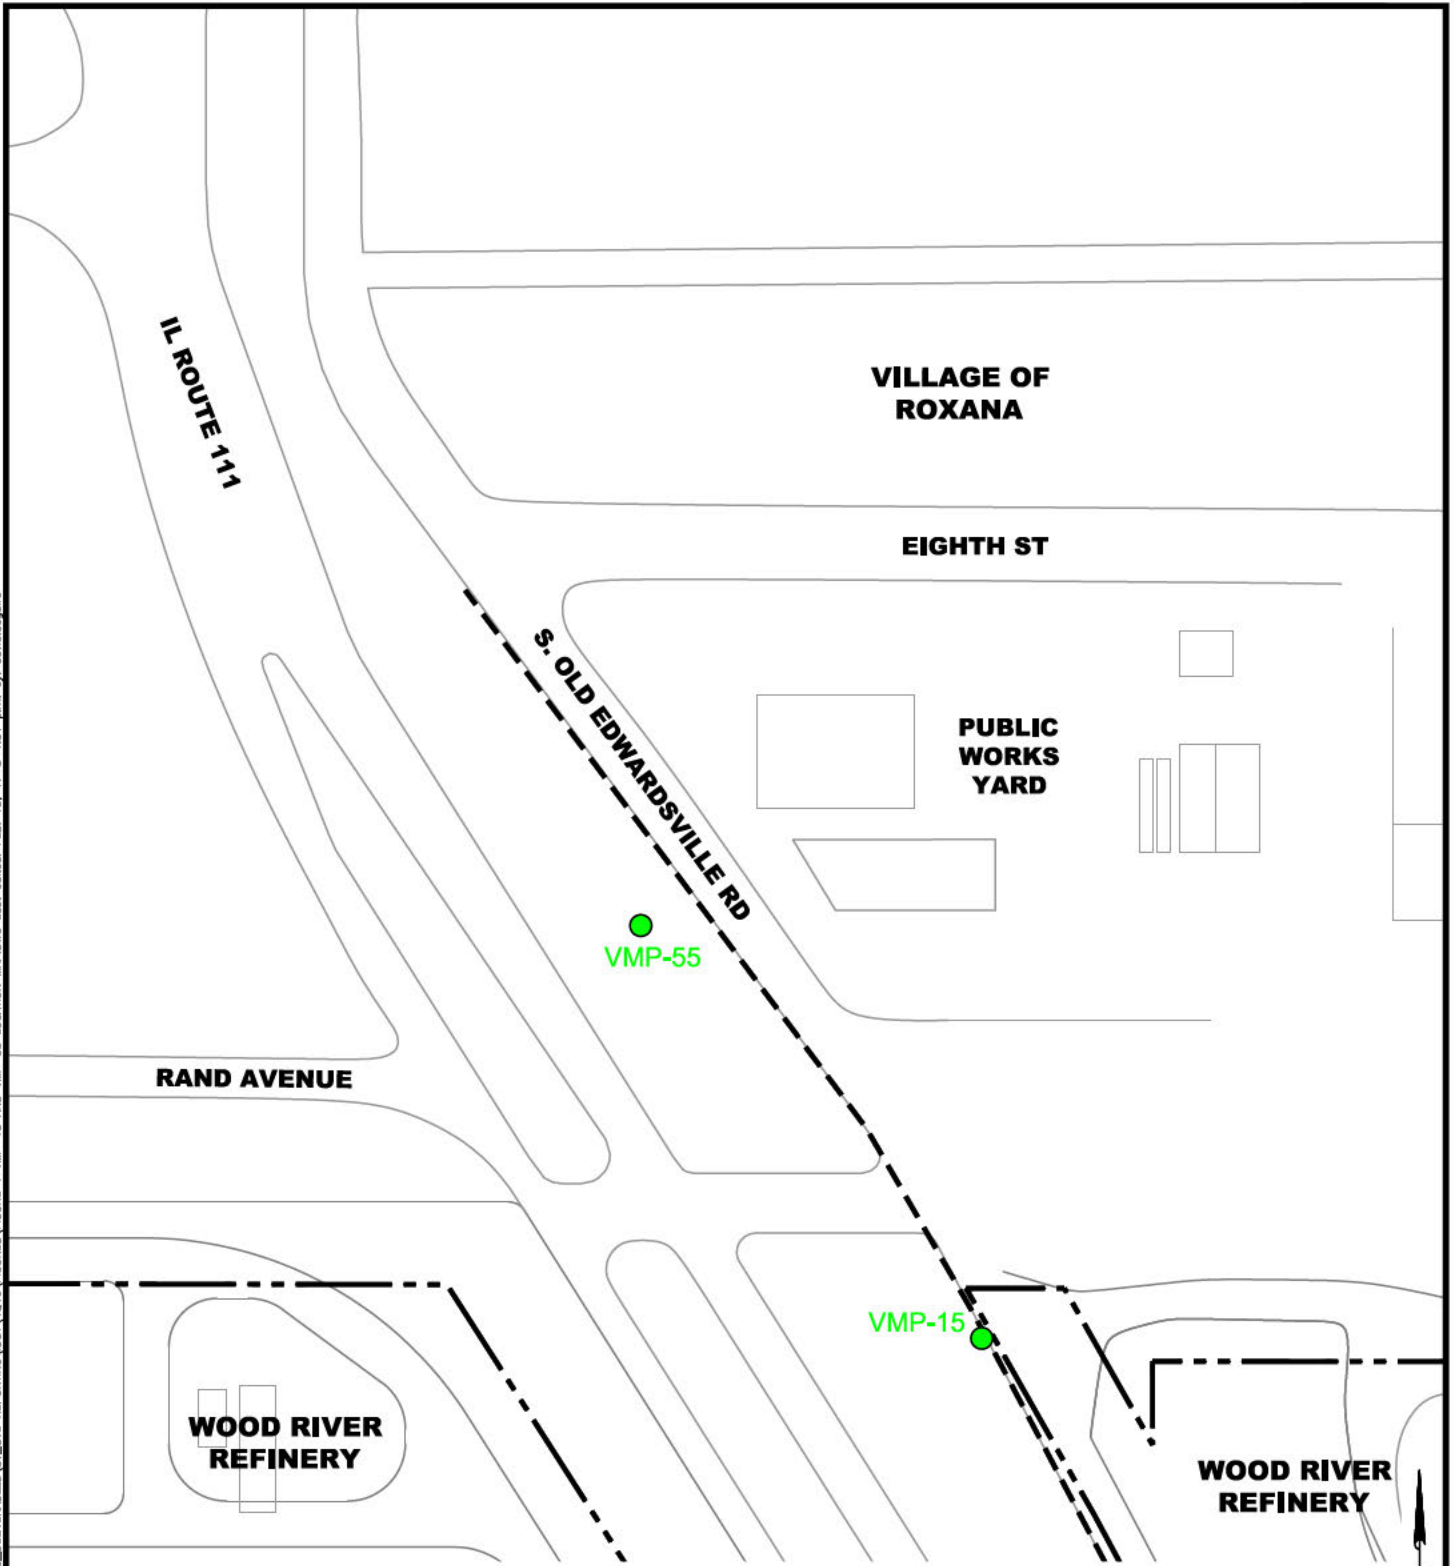 IL ROUTE 111
VILLAGE OF
ROXANA
EIGHTH ST
S. OLD EDWARDSVILLE RD
PUBLIC
WORKS
YARD
VMP-55
RAND AVENUE
VMP-15
WOOD RIVER
REFINERY
WOOD RIVER
REFINERY